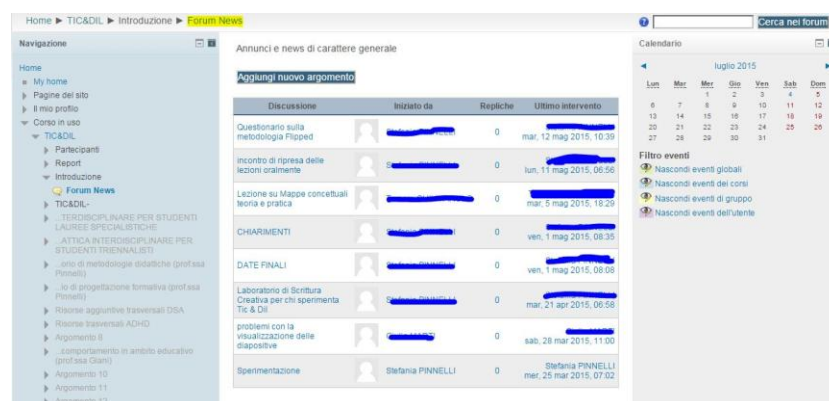 Home ► TIC&DIL ► Introduzione ► Forum News
Cerca nei forum
Navigazione
Home
My home
Pagine del sito
Il mio profilo
Corso in uso
TIC&DIL
Partecipanti
Report
Introduzione
Forum News
TIC&DIL-
...TERDISCIPLINARE PER STUDENTI
LAUREE SPECIALISTICHE
...ATTICA INTERDISCIPLINARE PER
STUDENTI TRIENNALISTI
...orio di metodologie didattiche (prof.ssa
Pinnelli)
...io di progettazione formativa (prof.ssa
Pinnelli)
Risorse aggiuntive trasversali DSA
Risorse trasversali ADHD
Argomento 8
...comportamento in ambito educativo
(prof.ssa Giani)
Argomento 10
Argomento 11
Annunci e news di carattere generale
Aggiungi nuovo argomento
Discussione Iniziato da Repliche Ultimo intervento
Questionario sulla
metodologia Flipped
0
mar, 12 mag 2015, 10:39
incontro di ripresa delle
lezioni oralmente
0
lun, 11 mag 2015, 06:56
Lezione su Mappe concettuali
teoria e pratica
0
mar, 5 mag 2015, 18:29
CHIARIMENTI
0
ven, 1 mag 2015, 08:35
DATE FINALI
0
ven, 1 mag 2015, 08:08
Laboratorio di Scrittura
Creativa per chi sperimenta
Tic & Dil
0
mar, 21 apr 2015, 06:58
problemi con la
visualizzazione delle
diapositive
0
sab, 28 mar 2015, 11:00
Sperimentazione
Stefania PINNELLI
0
Stefania PINNELLI
mer, 25 mar 2015, 07:02
Calendario
◄ luglio 2015 ►
Lun Mar Mer Gio Ven Sab Dom
1 2 3 4 5
6 7 8 9 10 11 12
13 14 15 16 17 18 19
20 21 22 23 24 25 26
27 28 29 30 31
Filtro eventi
Nascondi eventi globali
Nascondi eventi dei corsi
Nascondi eventi di gruppo
Nascondi eventi dell'utente